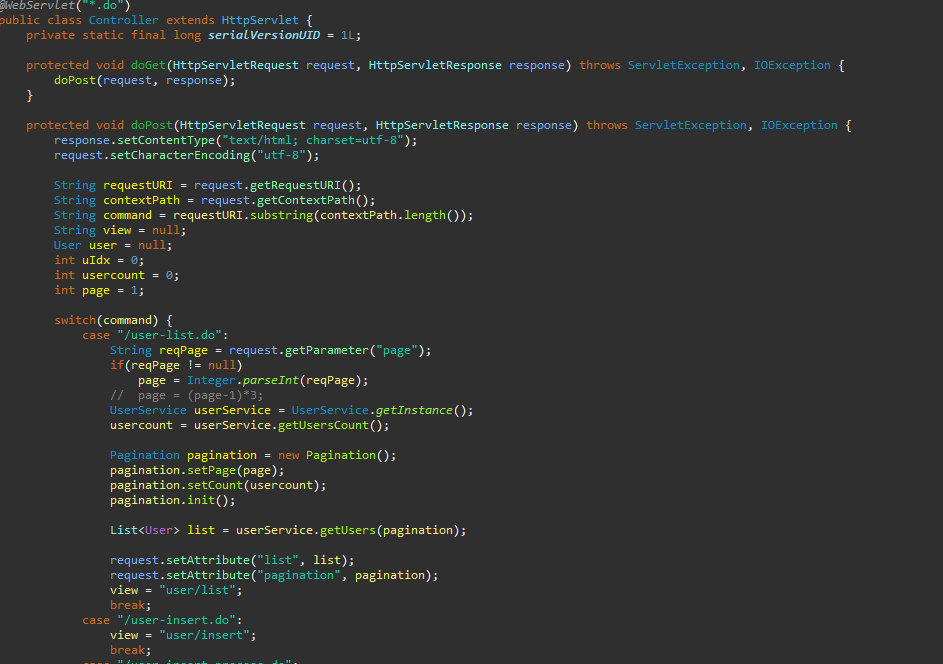 @WebServlet("*.do")
public class Controller extends HttpServlet {
    private static final long serialVersionUID = 1L;

    protected void doGet(HttpServletRequest request, HttpServletResponse response) throws ServletException, IOException {
        doPost(request, response);
    }

    protected void doPost(HttpServletRequest request, HttpServletResponse response) throws ServletException, IOException {
        response.setContentType("text/html; charset=utf-8");
        request.setCharacterEncoding("utf-8");

        String requestURI = request.getRequestURI();
        String contextPath = request.getContextPath();
        String command = requestURI.substring(contextPath.length());
        String view = null;
        User user = null;
        int uIdx = 0;
        int usercount = 0;
        int page = 1;

        switch(command) {
            case "/user-list.do":
                String reqPage = request.getParameter("page");
                if(reqPage != null)
                    page = Integer.parseInt(reqPage);
                //  page = (page-1)*3;
                UserService userService = UserService.getInstance();
                usercount = userService.getUsersCount();

                Pagination pagination = new Pagination();
                pagination.setPage(page);
                pagination.setCount(usercount);
                pagination.init();

                List<User> list = userService.getUsers(pagination);

                request.setAttribute("list", list);
                request.setAttribute("pagination", pagination);
                view = "user/list";
                break;
            case "/user-insert.do":
                view = "user/insert";
                break;
            case "/user-insert-process.do":